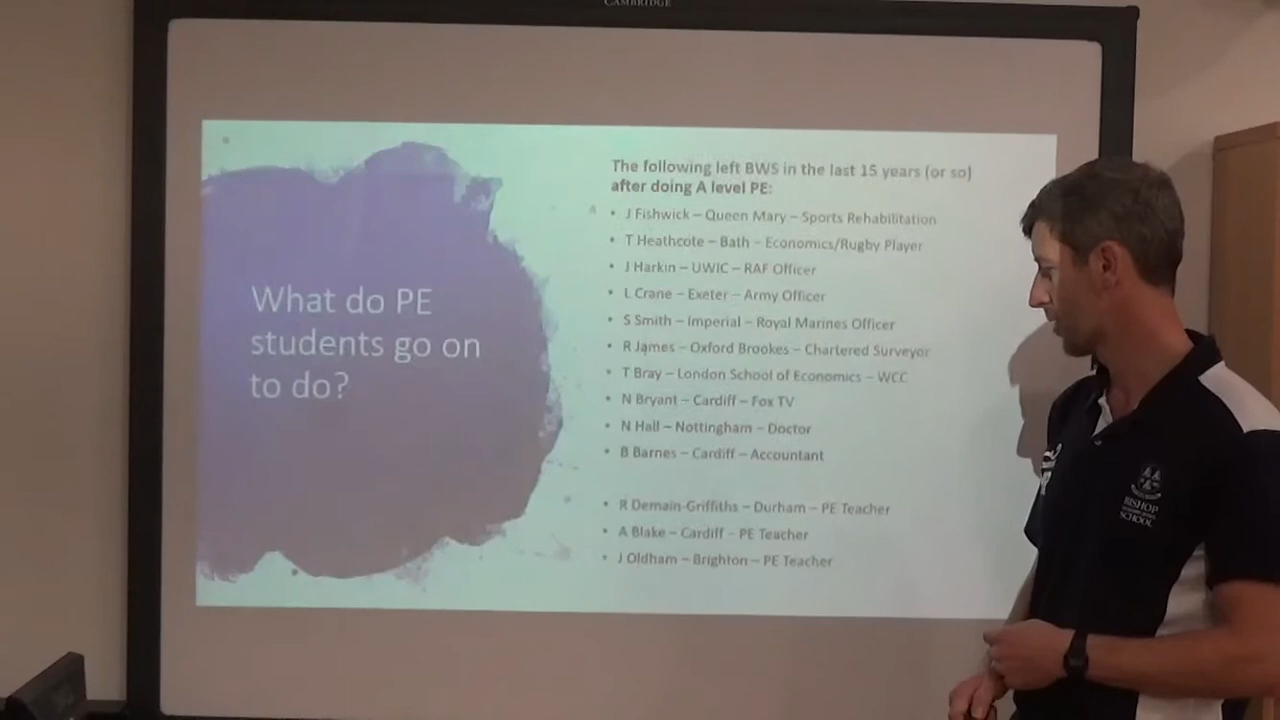 CAMBRIDGE
What do PE
students go on
to do?
The following left BWS in the last 15 years (or so)
after doing A level PE:
• J Fishwick – Queen Mary – Sports Rehabilitation
• T Heathcote – Bath – Economics/Rugby Player
• J Harkin – UWIC – RAF Officer
• L Crane – Exeter – Army Officer
• S Smith – Imperial – Royal Marines Officer
• R James – Oxford Brookes – Chartered Surveyor
• T Bray – London School of Economics – WCC
• N Bryant – Cardiff – Fox TV
• N Hall – Nottingham – Doctor
• B Barnes – Cardiff – Accountant
• R Demain-Griffiths – Durham – PE Teacher
• A Blake – Cardiff - PE Teacher
• J Oldham – Brighton – PE Teacher
BISHOP
SCHOOL